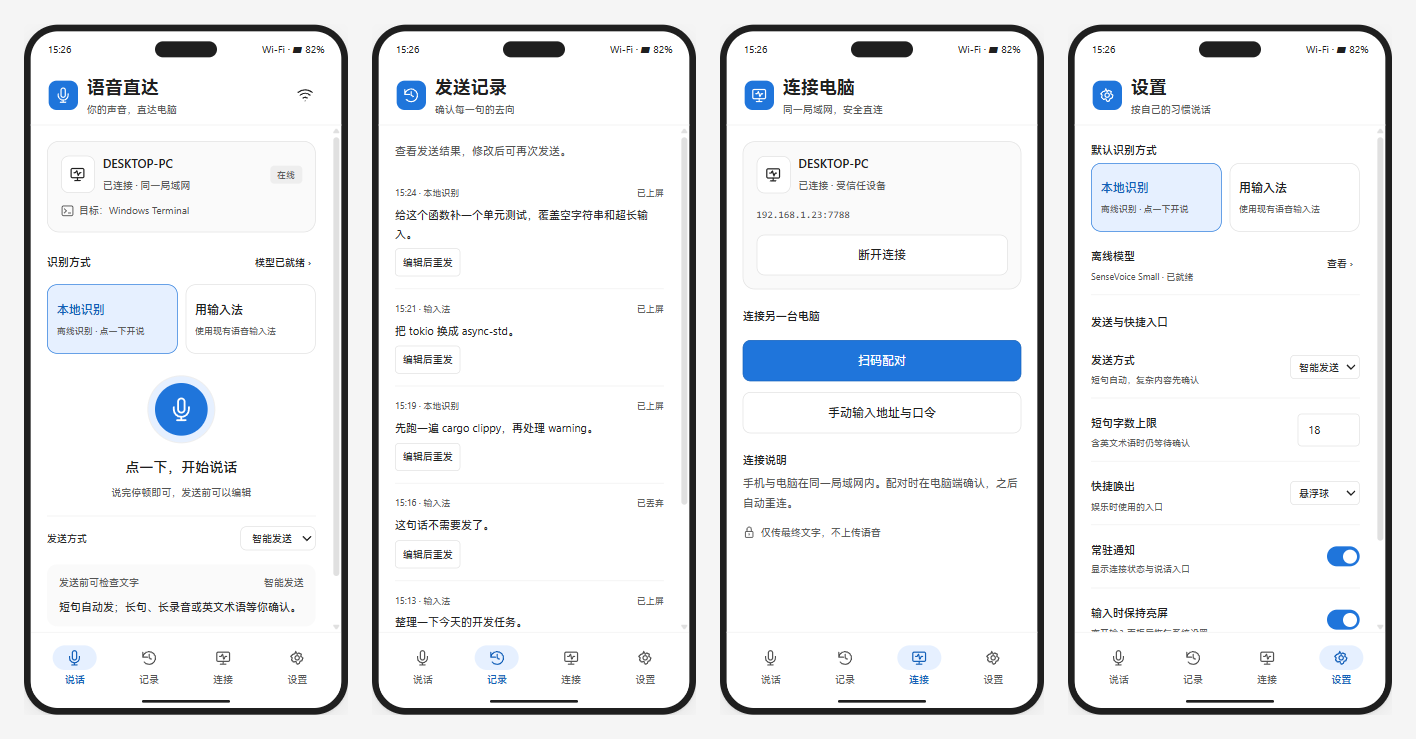 15:26
Wi-Fi · 82%
语音直达
你的声音，直达电脑
DESKTOP-PC
已连接 · 同一局域网
在线
目标：Windows Terminal
识别方式
模型已就绪 ›
本地识别
离线识别 · 点一下开说
用输入法
使用现有语音输入法
点一下，开始说话
说完停顿即可，发送前可以编辑
发送方式
智能发送
发送前可检查文字
智能发送
短句自动发；长句、长录音或英文术语等你确认。
说话
记录
连接
设置
15:26
Wi-Fi · 82%
发送记录
确认每一句的去向
查看发送结果，修改后可再次发送。
15:24 · 本地识别
已上屏
给这个函数补一个单元测试，覆盖空字符串和超长输
入。
编辑后重发
15:21 · 输入法
已上屏
把 tokio 换成 async-std。
编辑后重发
15:19 · 本地识别
已上屏
先跑一遍 cargo clippy，再处理 warning。
编辑后重发
15:16 · 输入法
已丢弃
这句话不需要发了。
编辑后重发
15:13 · 输入法
已上屏
整理一下今天的开发任务。
说话
记录
连接
设置
15:26
Wi-Fi · 82%
连接电脑
同一局域网，安全直连
DESKTOP-PC
已连接 · 受信任设备
192.168.1.23:7788
断开连接
连接另一台电脑
扫码配对
手动输入地址与口令
连接说明
手机与电脑在同一局域网内。配对时在电脑端确认，之后
自动重连。
仅传最终文字，不上传语音
说话
记录
连接
设置
15:26
Wi-Fi · 82%
设置
按自己的习惯说话
默认识别方式
本地识别
离线识别 · 点一下开说
用输入法
使用现有语音输入法
离线模型
SenseVoice Small · 已就绪
查看 ›
发送与快捷入口
发送方式
短句自动，复杂内容先确认
智能发送
短句字数上限
含英文术语时仍等待确认
18
快捷唤出
娱乐时使用的入口
悬浮球
常驻通知
显示连接状态与说话入口
输入时保持亮屏
说话
记录
连接
设置